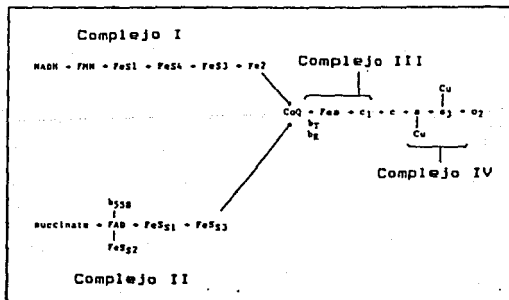 Complejo I
NADH → FMN → FeS1 → FeS4 → FeS3 → Fe2
Complejo III
Cu
CoQ → Fes → c1 → c → a → a3 → O2
bT
bK
Cu
Complejo IV
b558
succinate → FAD → FeSS1 → FeSS3
FeSS2
Complejo II